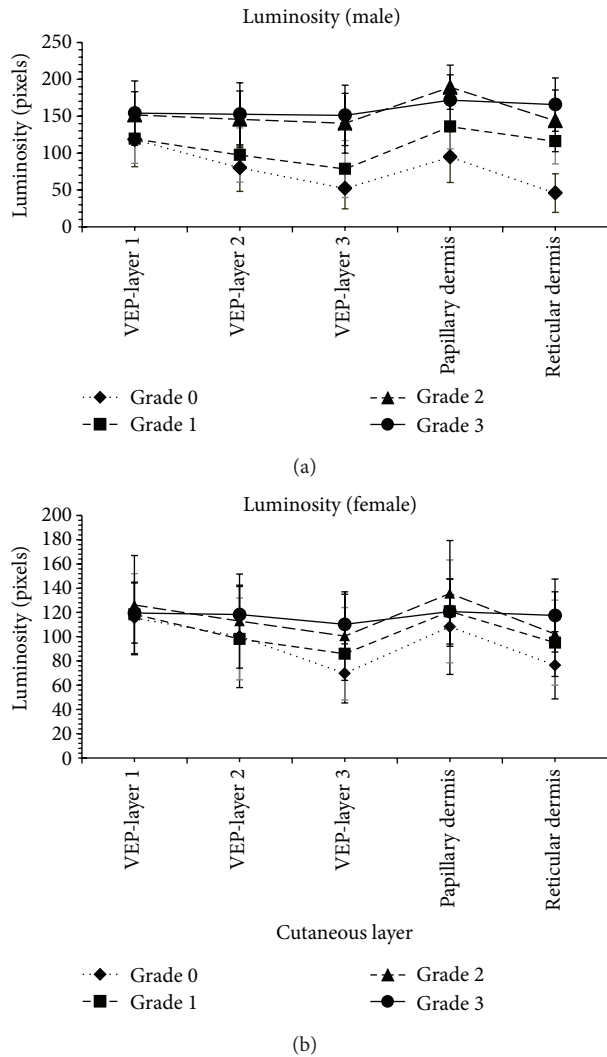 Luminosity (male)
Luminosity (pixels)
250
200
150
100
50
0
VEP-layer 1
VEP-layer 2
VEP-layer 3
Papillary dermis
Reticular dermis
Grade 0
Grade 2
Grade 1
Grade 3
(a)
Luminosity (female)
Luminosity (pixels)
200
180
160
140
120
100
80
60
40
20
0
VEP-layer 1
VEP-layer 2
VEP-layer 3
Papillary dermis
Reticular dermis
Cutaneous layer
Grade 0
Grade 2
Grade 1
Grade 3
(b)